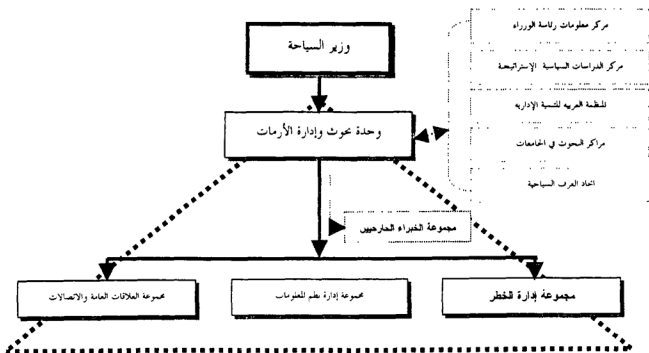 مركز معلومات رئاسة الوزراء
وزير السياحة
مركز الدراسات السياسية الإستراتيجية
المنظمة العربية للتنمية الإدارية
وحدة بحوث وإدارة الأزمات
مراكز البحوث في الجامعات
اتحاد الغرف السياحية
مجموعة الخبراء الخارجيين
مجموعة إدارة الخطر
مجموعة إدارة نظم المعلومات
مجموعة العلاقات العامة والاتصالات